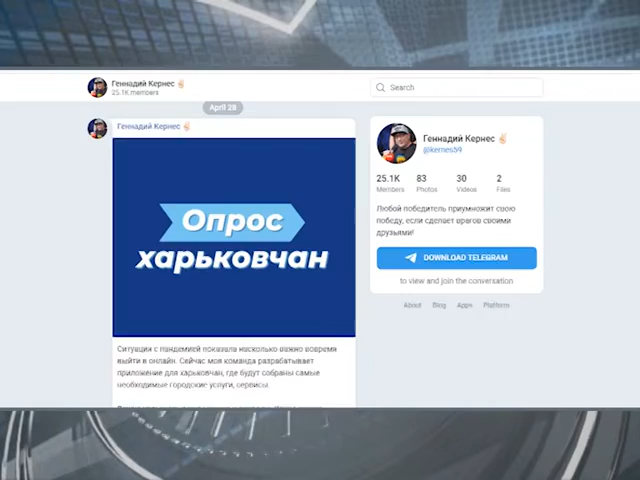 Геннадий Кернес ✌🏻
25.1K members
Search
April 28
Геннадий Кернес ✌🏻
Опрос
харьковчан
Ситуация с пандемией показала насколько важно вовремя
выйти в онлайн. Сейчас моя команда разрабатывает
приложение для харьковчан, где будут собраны самые
необходимые городские услуги, сервисы.
Геннадий Кернес ✌🏻
@kernes59
25.1K 83 30 2
Members Photos Videos Files
Любой победитель приумножит свою
победу, если сделает врагов своими
друзьями!
DOWNLOAD TELEGRAM
to view and join the conversation
About Blog Apps Platform